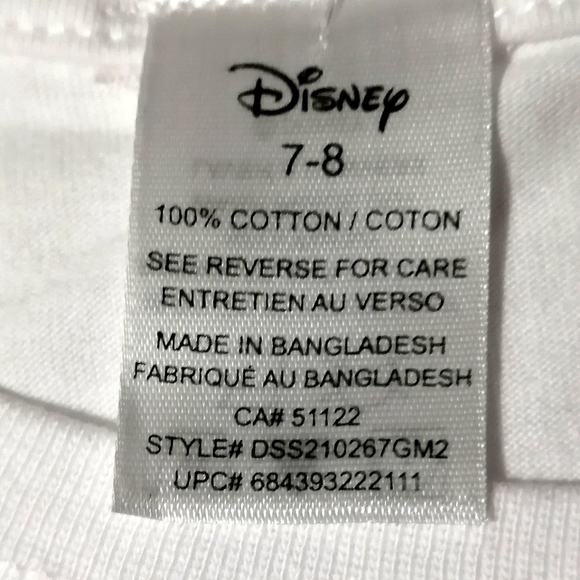 Disney
7-8
100% COTTON / COTON
SEE REVERSE FOR CARE
ENTRETIEN AU VERSO
MADE IN BANGLADESH
FABRIQUÉ AU BANGLADESH
CA# 51122
STYLE# DSS210267GM2
UPC# 684393222111